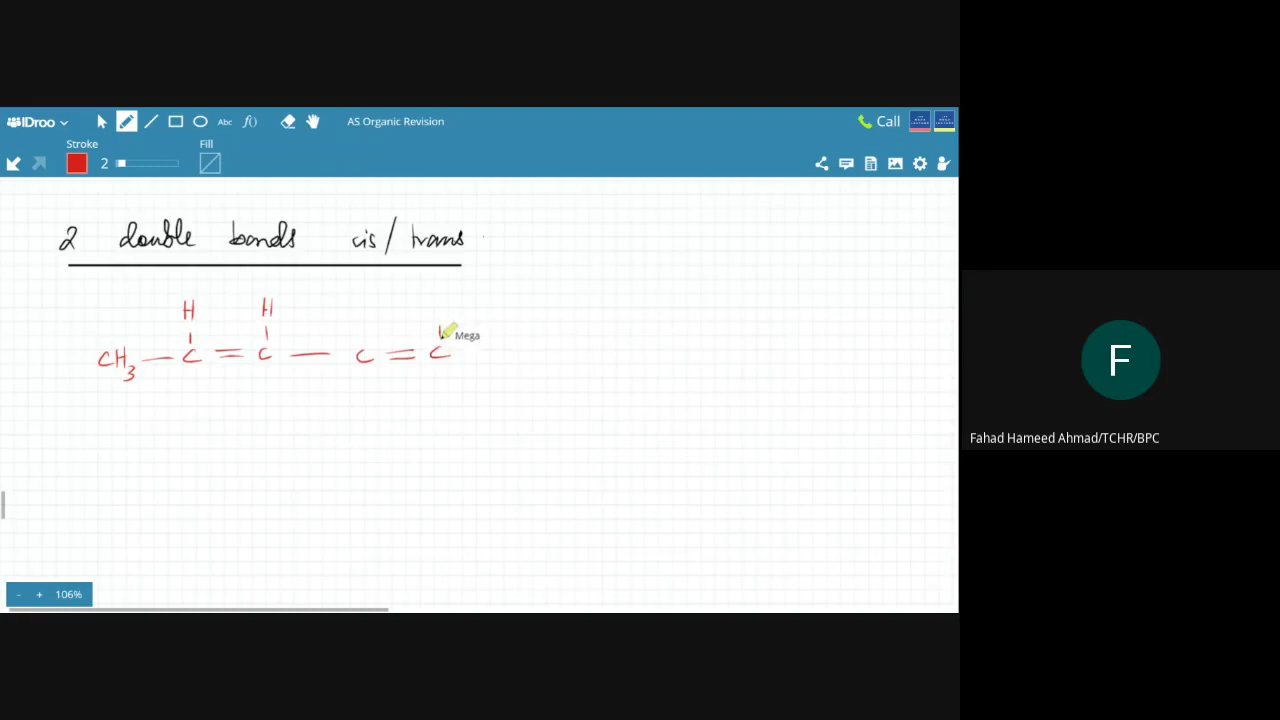 IDroo Abc f() AS Organic Revision Call
Stroke Fill
2
2 double bonds cis/trans
H H
CH3 — C = C — C = C
Mega
F
Fahad Hameed Ahmad/TCHR/BPC
- + 106%